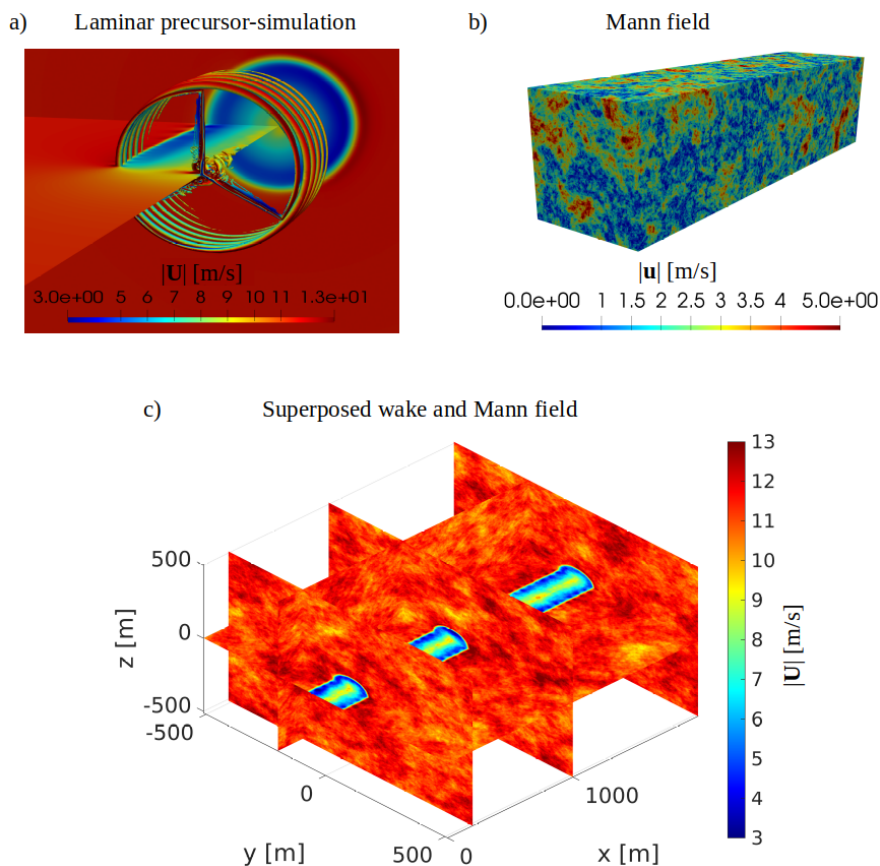 a) Laminar precursor-simulation
|U| [m/s]
3.0e+00 5 6 7 8 9 10 11 1.3e+01
b) Mann field
|u| [m/s]
0.0e+00 1 1.5 2 2.5 3 3.5 5.0e+00
c) Superposed wake and Mann field
500
0
-500
z [m]
-500
0
500
y [m]
0
1000
x [m]
13
12
11
10
9
8
7
6
5
4
3
|U| [m/s]